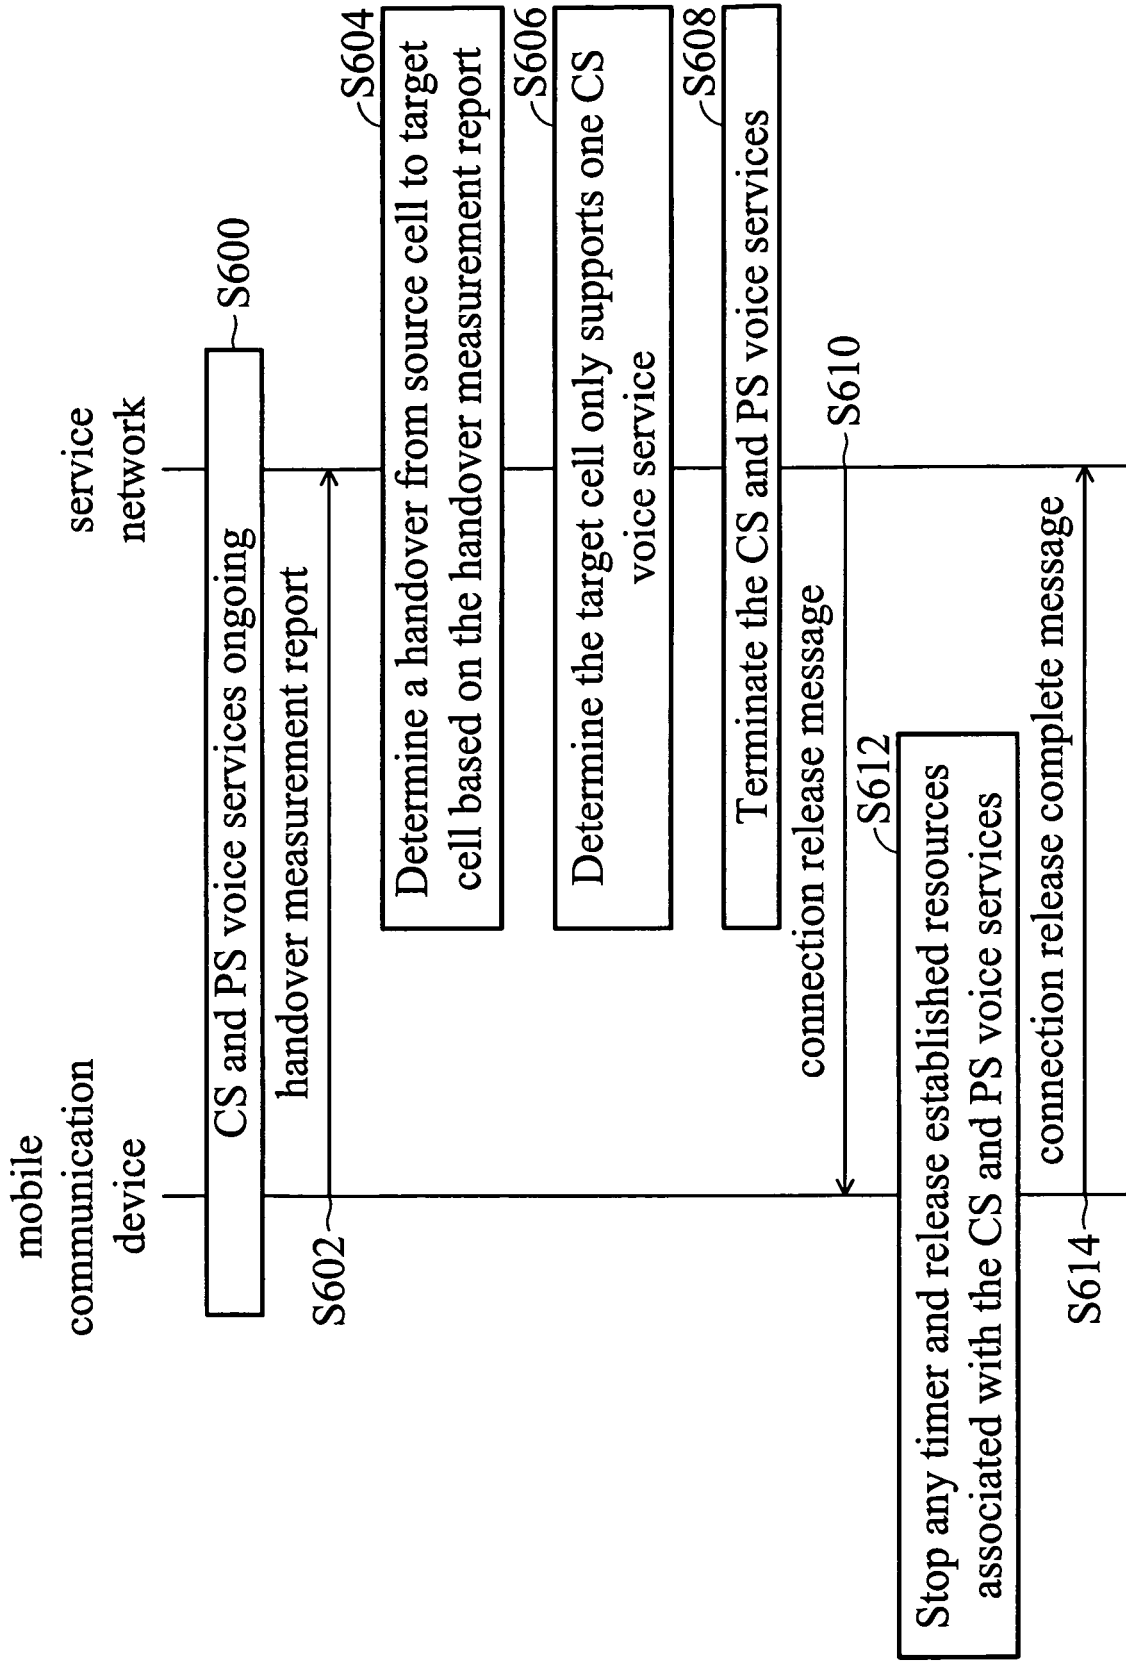 mobile
communication
device
service
network
CS and PS voice services ongoing
S600
handover measurement report
S602
S604
Determine a handover from source cell to target
cell based on the handover measurement report
S606
Determine the target cell only supports one CS
voice service
S608
Terminate the CS and PS voice services
connection release message
S610
S612
Stop any timer and release established resources
associated with the CS and PS voice services
connection release complete message
S614